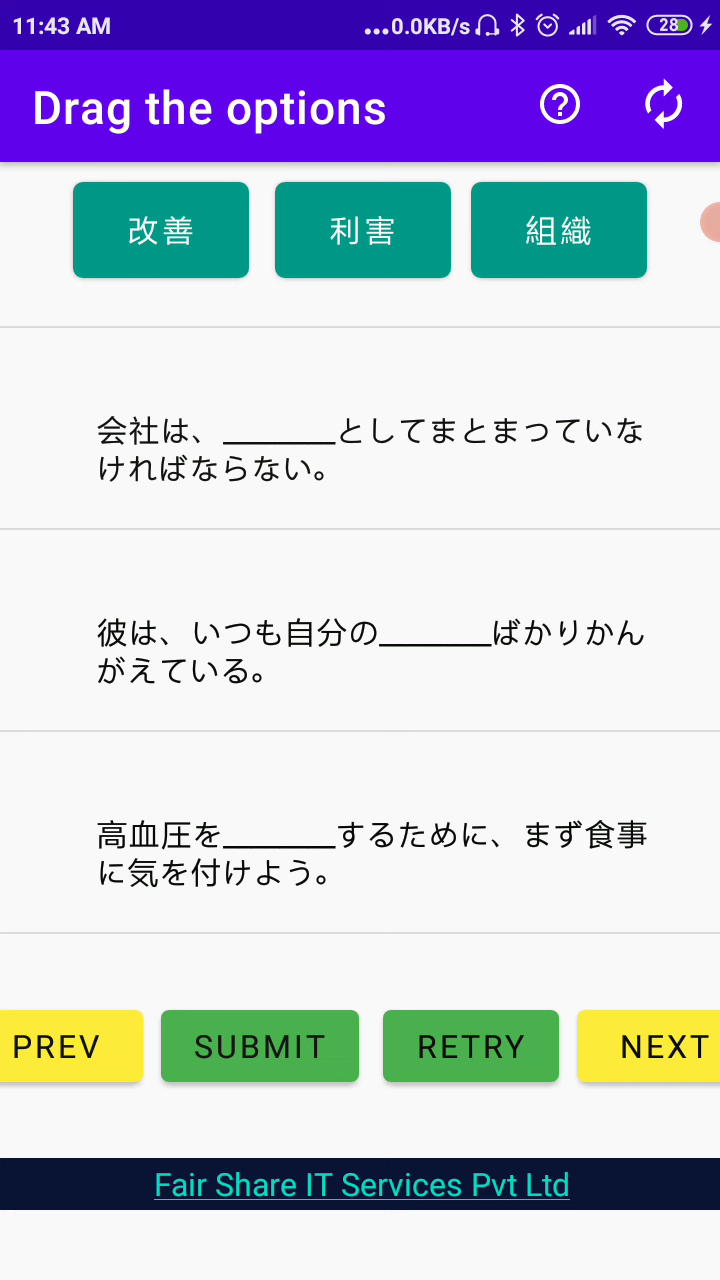 11:43 AM ...0.0KB/s 28
Drag the options
改善 利害 組織
会社は、________としてまとまっていな
ければならない。
彼は、いつも自分の________ばかりかん
がえている。
高血圧を________するために、まず食事
に気を付けよう。
PREV SUBMIT RETRY NEXT
Fair Share IT Services Pvt Ltd